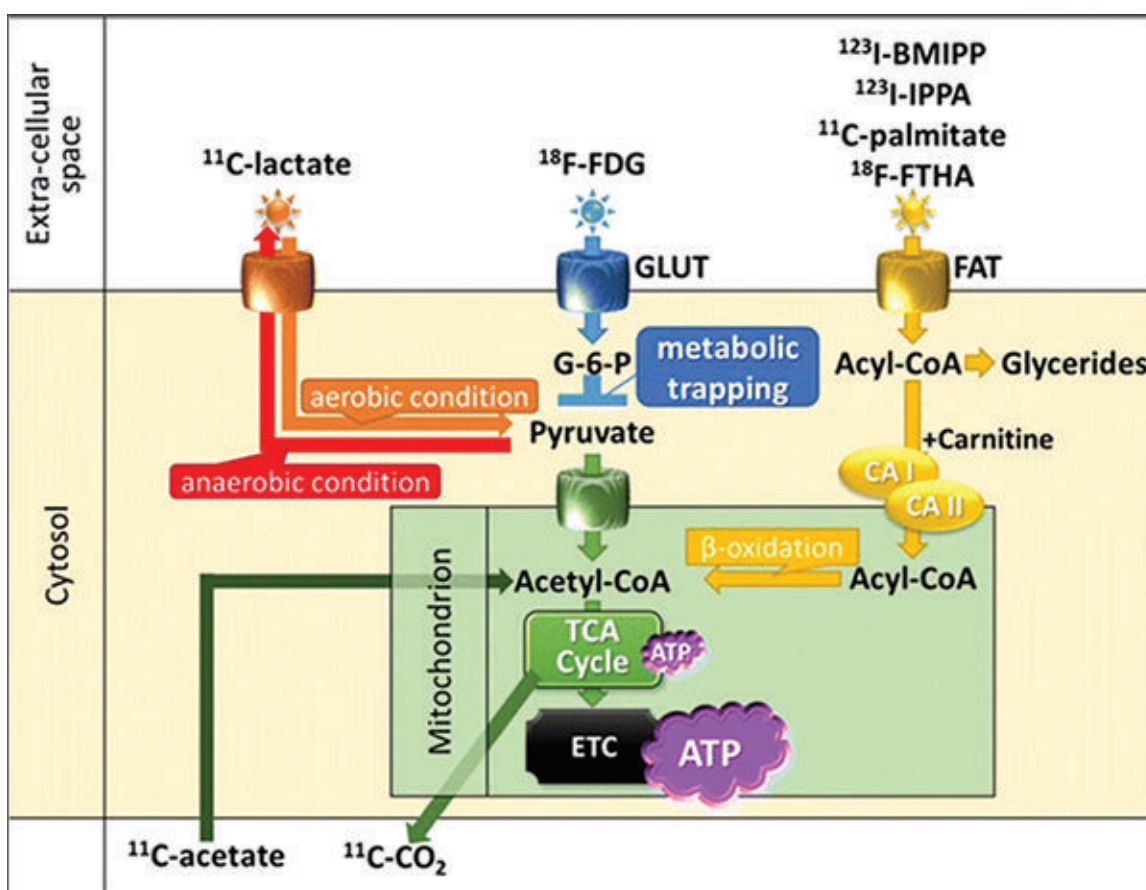 Extra-cellular
space
¹²³I-BMIPP
¹²³I-IPPA
¹¹C-palmitate
¹⁸F-FTHA
¹¹C-lactate
¹⁸F-FDG
GLUT
FAT
Cytosol
G-6-P
metabolic
trapping
Acyl-CoA
Glycerides
aerobic condition
Pyruvate
+Carnitine
anaerobic condition
CA I
CA II
Mitochondrion
β-oxidation
Acetyl-CoA
Acyl-CoA
TCA
Cycle
ATP
ETC
ATP
¹¹C-acetate
¹¹C-CO₂